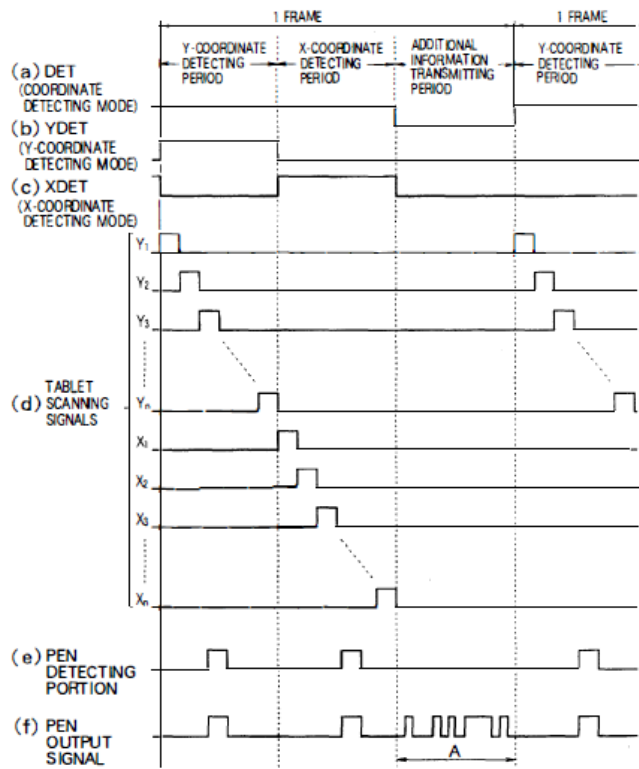 1 FRAME
1 FRAME
Y-COORDINATE
DETECTING
PERIOD
X-COORDINATE
DETECTING
PERIOD
ADDITIONAL
INFORMATION
TRANSMITTING
PERIOD
Y-COORDINATE
DETECTING
PERIOD
(a) DET
(COORDINATE
DETECTING MODE)
(b) YDET
(Y-COORDINATE
DETECTING MODE)
(c) XDET
(X-COORDINATE
DETECTING MODE)
(d) TABLET
SCANNING
SIGNALS
Y1
Y2
Y3
Yn
X1
X2
X3
Xn
(e) PEN
DETECTING
PORTION
(f) PEN
OUTPUT
SIGNAL
A